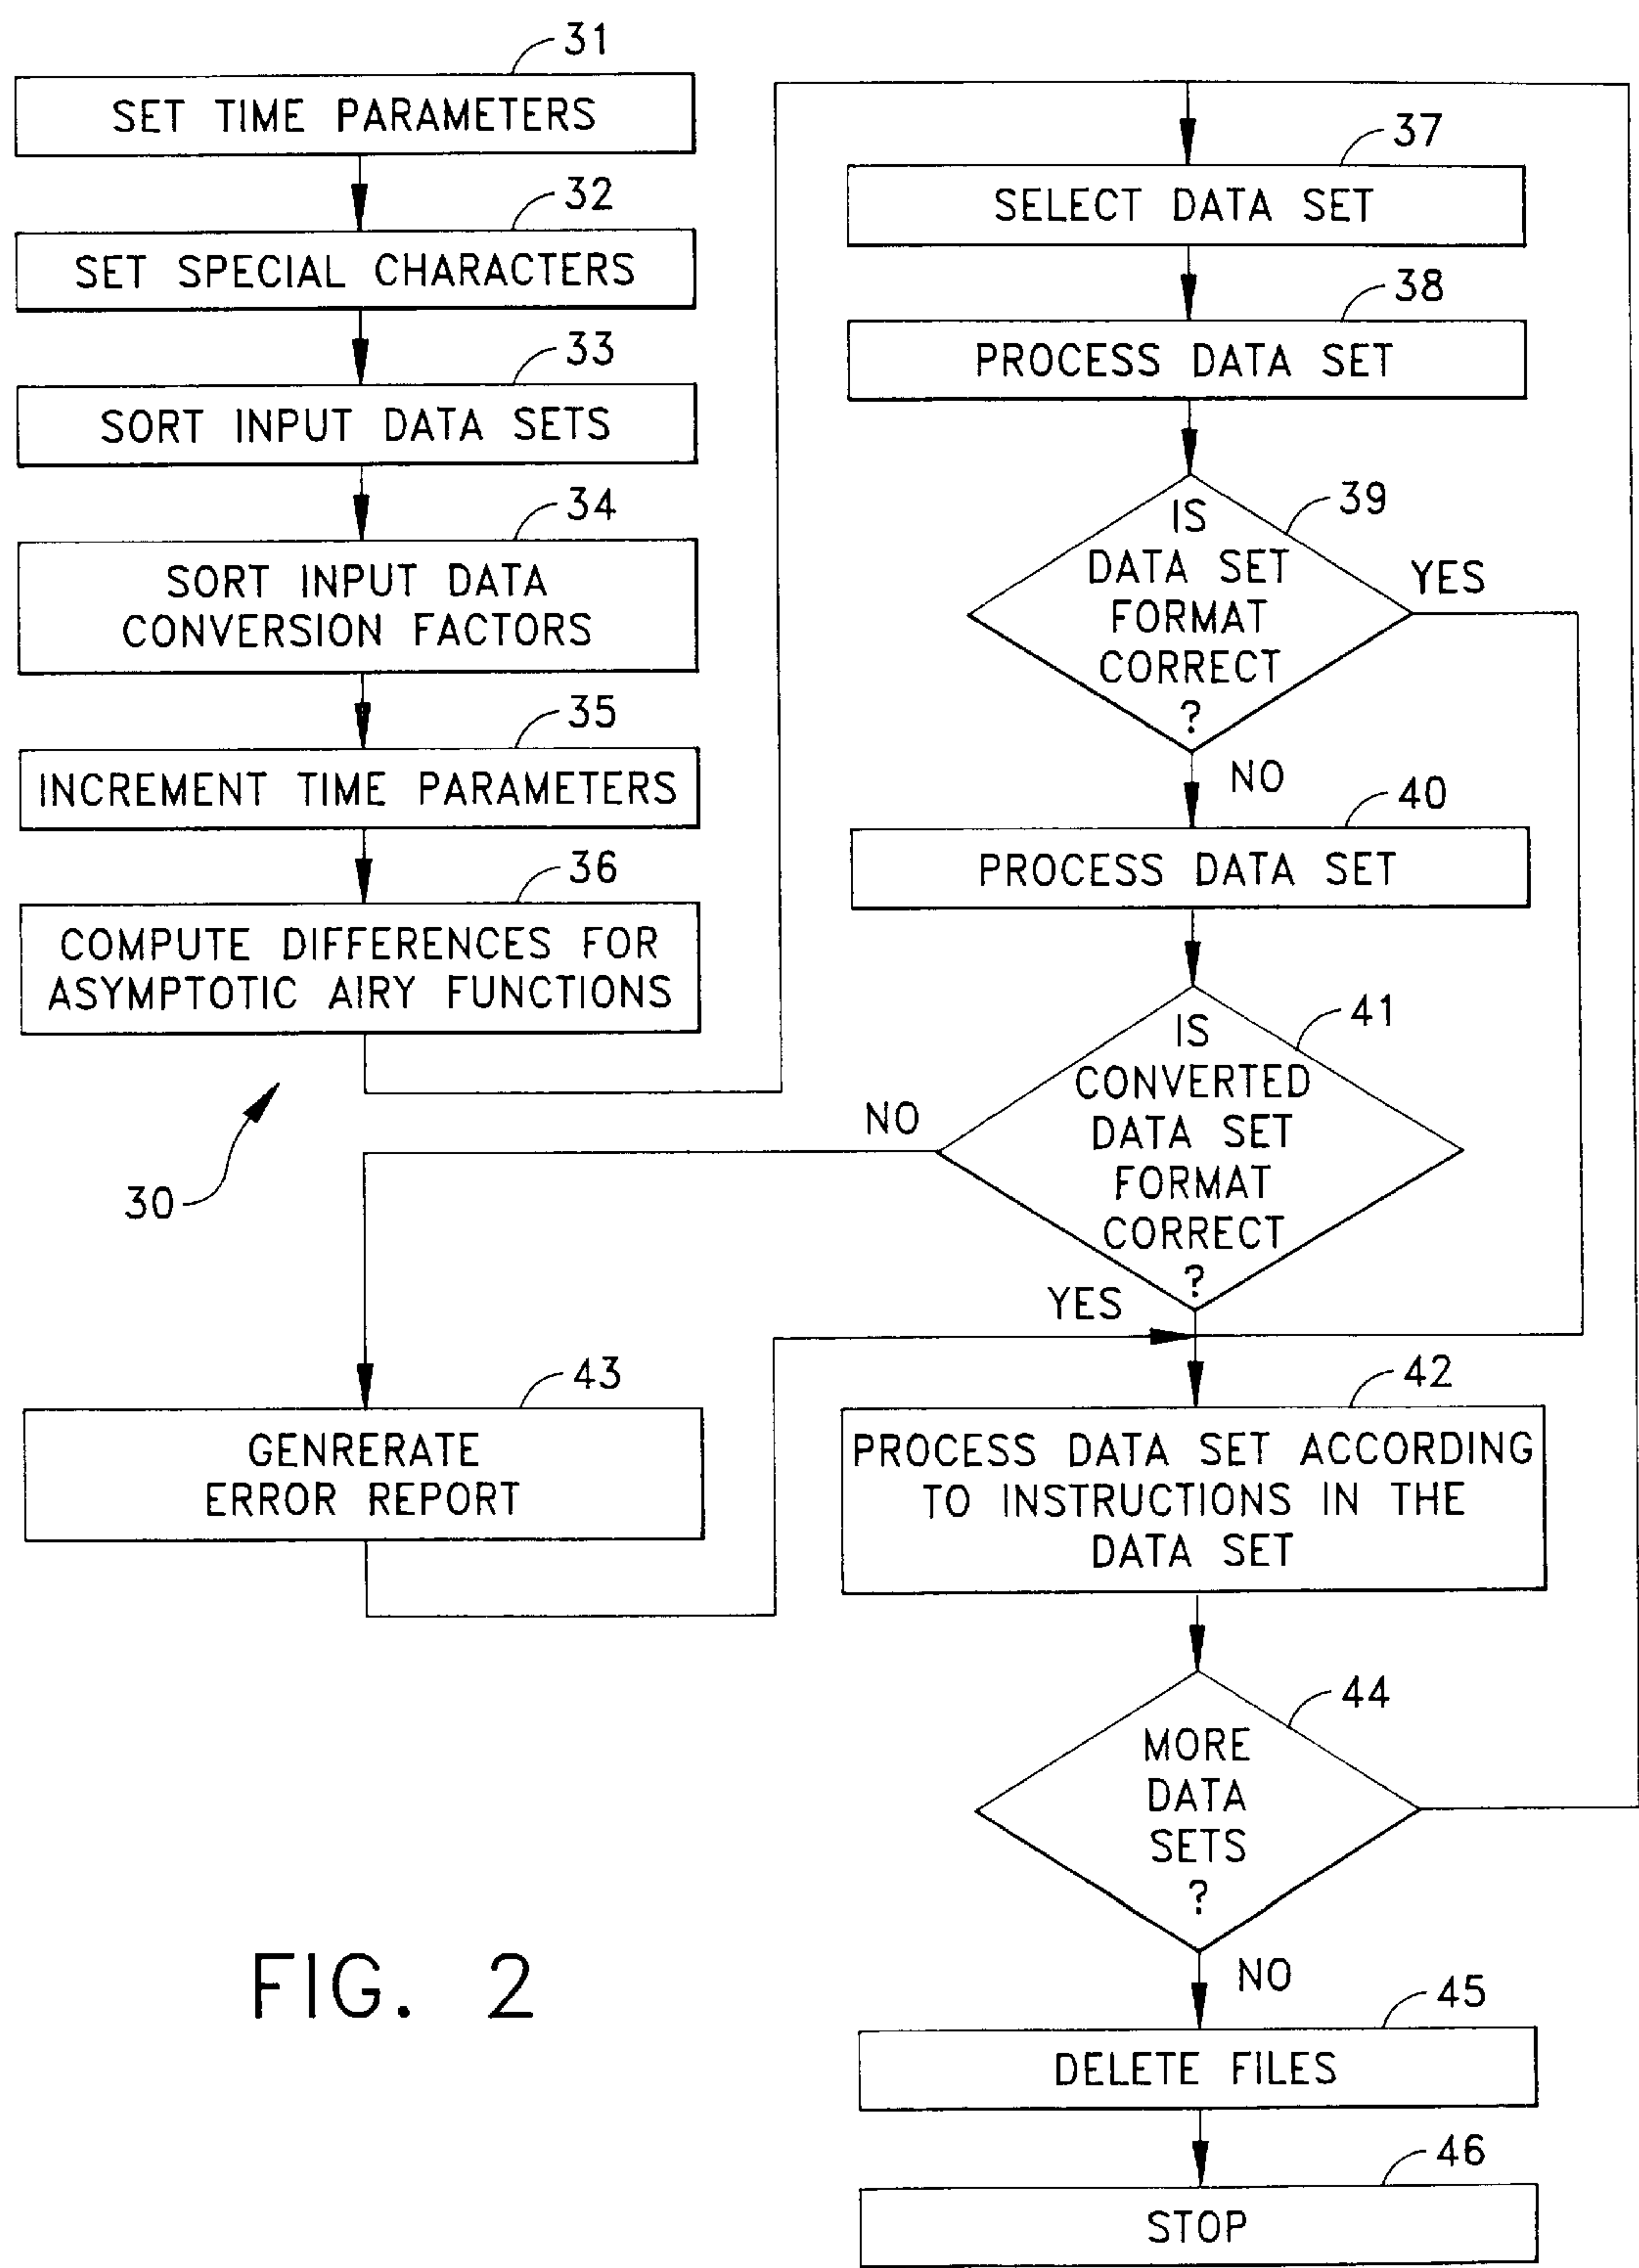 31
SET TIME PARAMETERS
32
SET SPECIAL CHARACTERS
33
SORT INPUT DATA SETS
34
SORT INPUT DATA
CONVERSION FACTORS
35
INCREMENT TIME PARAMETERS
36
COMPUTE DIFFERENCES FOR
ASYMPTOTIC AIRY FUNCTIONS
30
37
SELECT DATA SET
38
PROCESS DATA SET
39
IS
DATA SET
FORMAT
CORRECT
?
YES
NO
40
PROCESS DATA SET
41
IS
CONVERTED
DATA SET
FORMAT
CORRECT
?
NO
YES
43
GENRERATE
ERROR REPORT
42
PROCESS DATA SET ACCORDING
TO INSTRUCTIONS IN THE
DATA SET
44
MORE
DATA
SETS
?
NO
45
DELETE FILES
46
STOP
FIG. 2